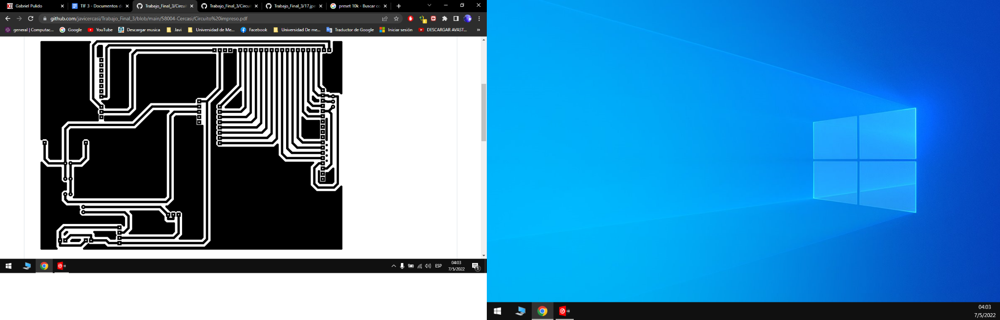 Gabriel Pulido
TIF 3 - Documentos d
Trabajo_Final_3/Circui
Trabajo_Final_3/Circui
Trabajo_Final_3/17.jpe
preset 10k - Buscar co
github.com/javicercasi/Trabajo_Final_3/blob/main/58004-Cercasi/Circuito%20impreso.pdf
general | Computac...
Google
YouTube
Descargar musica
Javi
Universidad de Me...
Facebook
Universidad De me...
Traductor de Google
Iniciar sesión
DESCARGAR AVAST...
ESP
04:03
7/5/2022
1
04:03
7/5/2022